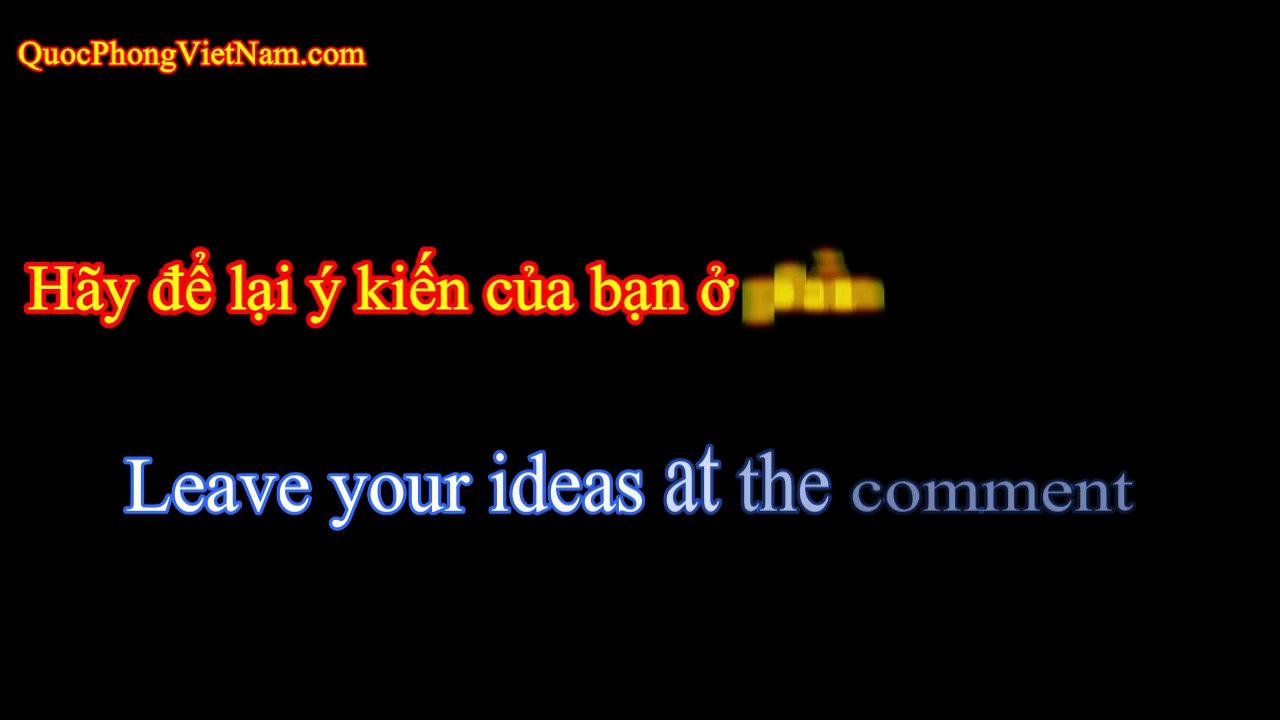 QuocPhongVietNam.com
Hãy để lại ý kiến của bạn ở
Leave your ideas at the comment